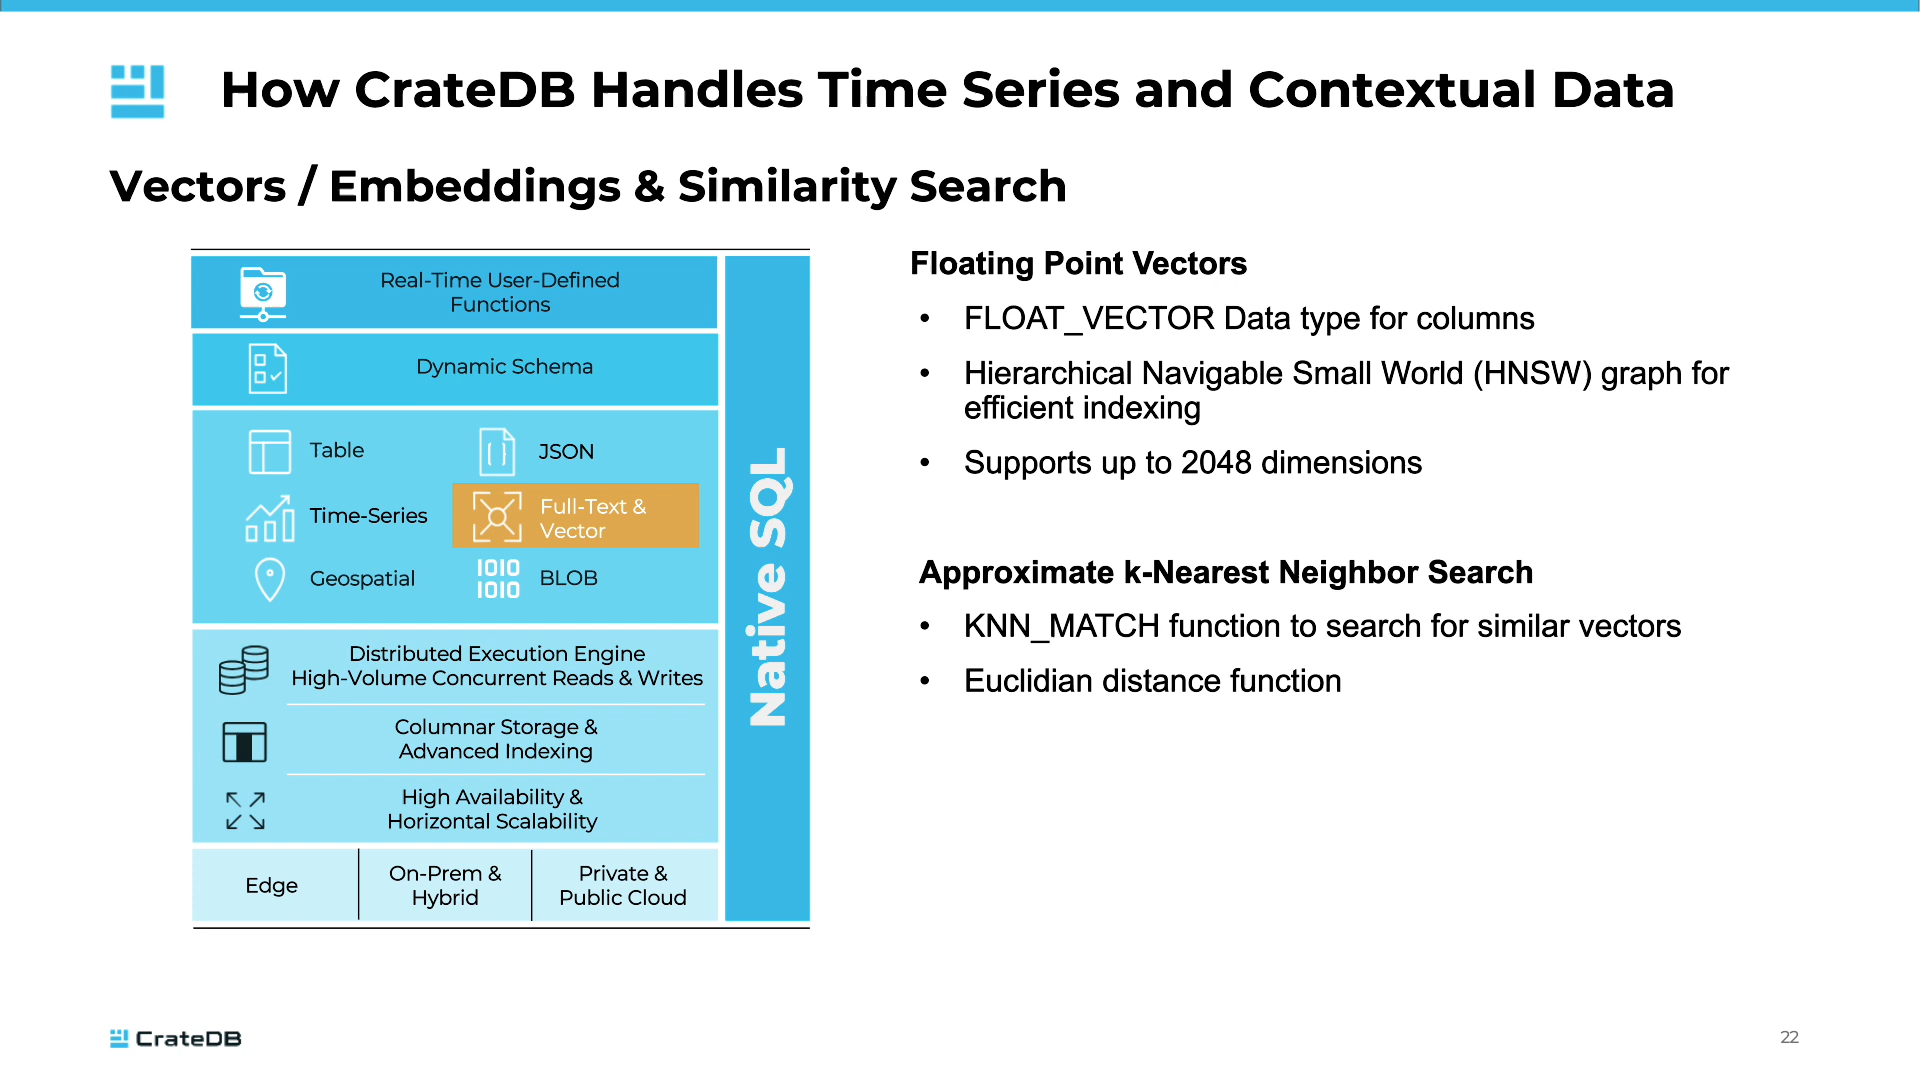 How CrateDB Handles Time Series and Contextual Data
Vectors / Embeddings & Similarity Search
Real-Time User-Defined
Functions
Dynamic Schema
Table
JSON
Time-Series
Full-Text &
Vector
Geospatial
1010
1010
BLOB
Distributed Execution Engine
High-Volume Concurrent Reads & Writes
Columnar Storage &
Advanced Indexing
High Availability &
Horizontal Scalability
Edge
On-Prem &
Hybrid
Private &
Public Cloud
Native SQL
Floating Point Vectors
• FLOAT_VECTOR Data type for columns
• Hierarchical Navigable Small World (HNSW) graph for
efficient indexing
• Supports up to 2048 dimensions
Approximate k-Nearest Neighbor Search
• KNN_MATCH function to search for similar vectors
• Euclidian distance function
CrateDB
22